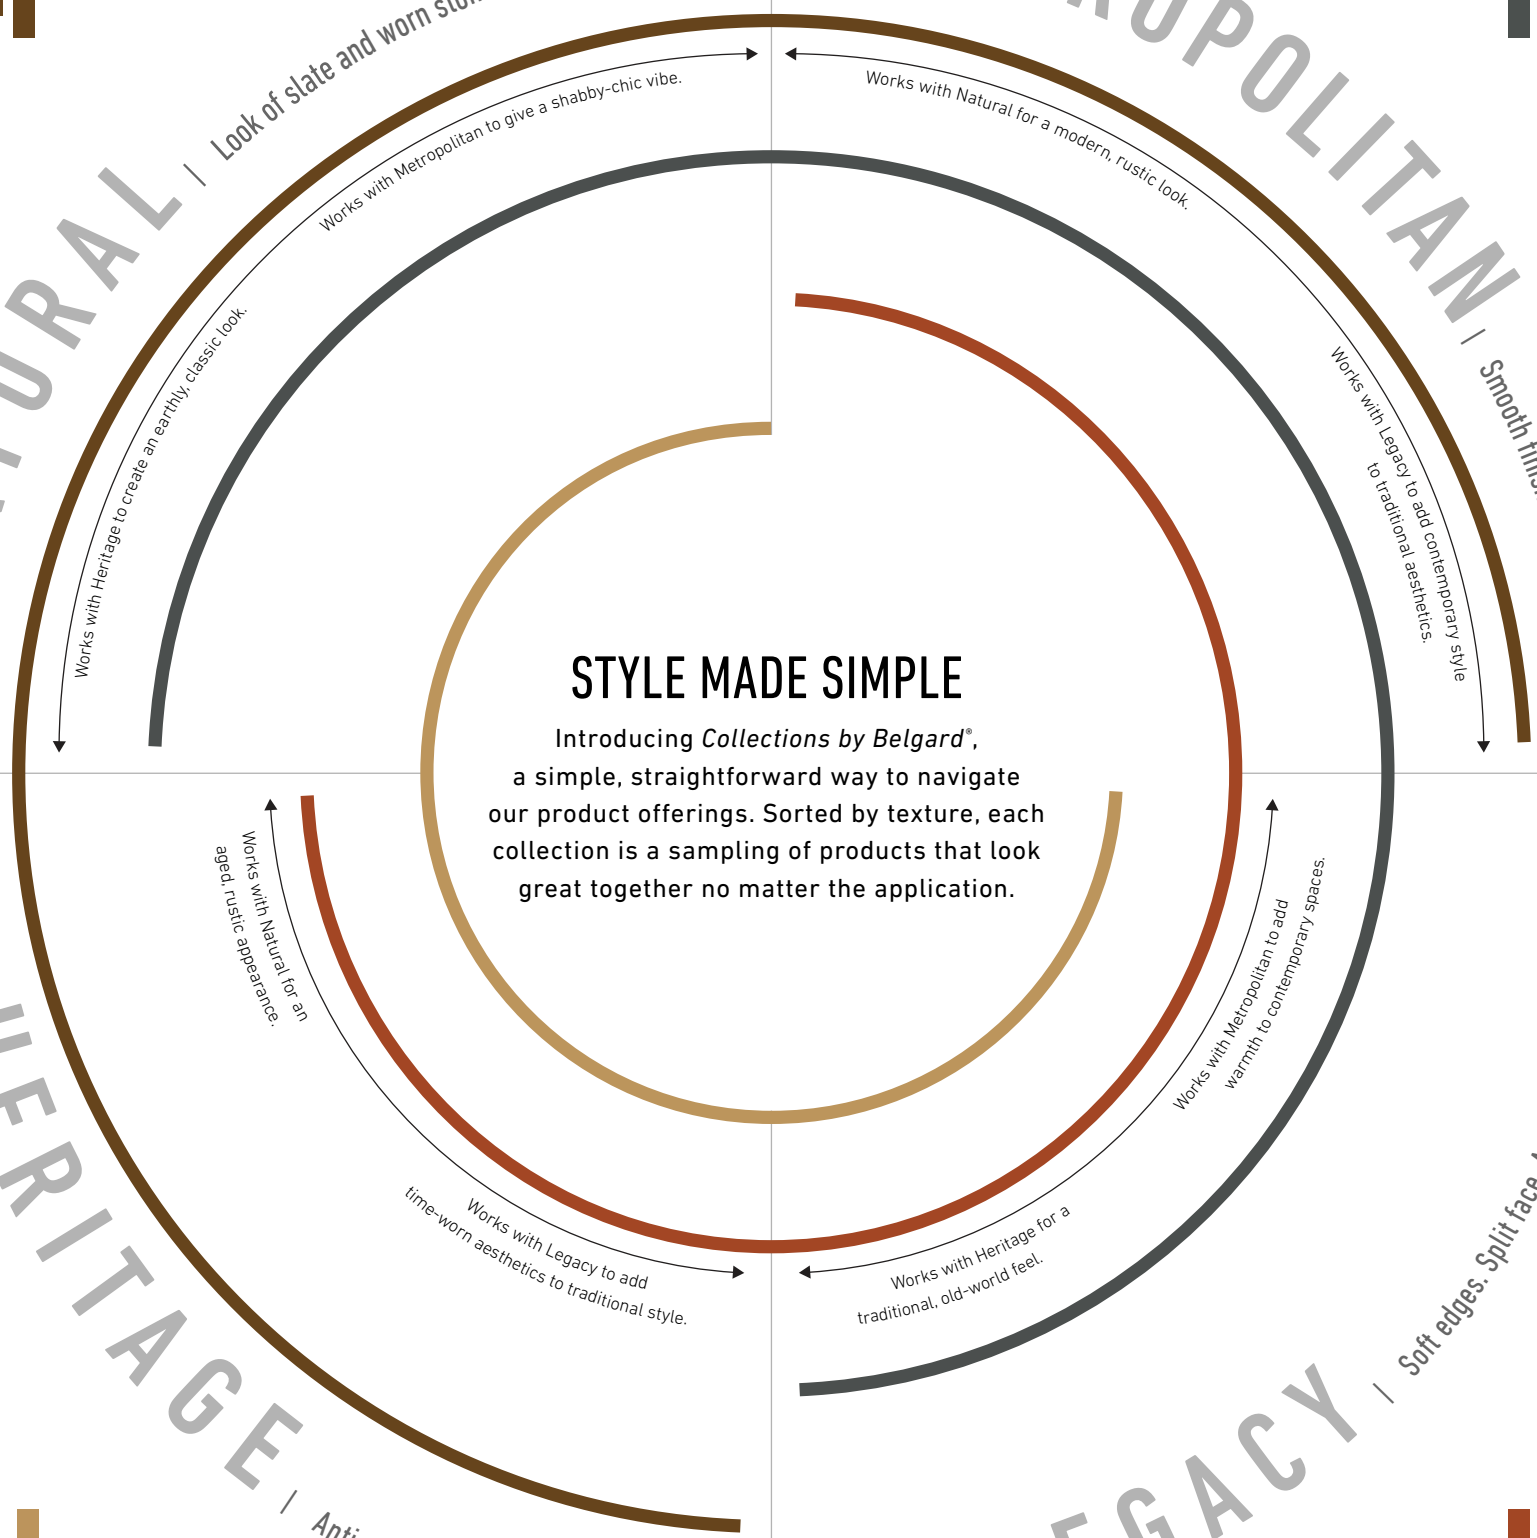 Look of slate and worn
Works with Metropolitan to give a shabby-chic vibe.
Works with Heritage to create an earthly, classic look.
Works with Natural for a modern, rustic look.
Works with Legacy to add contemporary style
to traditional aesthetics.
| Smooth
STYLE MADE SIMPLE
Introducing Collections by Belgard®,
a simple, straightforward way to navigate
our product offerings. Sorted by texture, each
collection is a sampling of products that look
great together no matter the application.
Works with Natural for an
aged, rustic appearance.
Works with Legacy to add
time-worn aesthetics to traditional style.
Works with Metropolitan to add
warmth to contemporary spaces.
Works with Heritage for a
traditional, old-world feel.
HERITAGE |
| Soft edges. Split face.